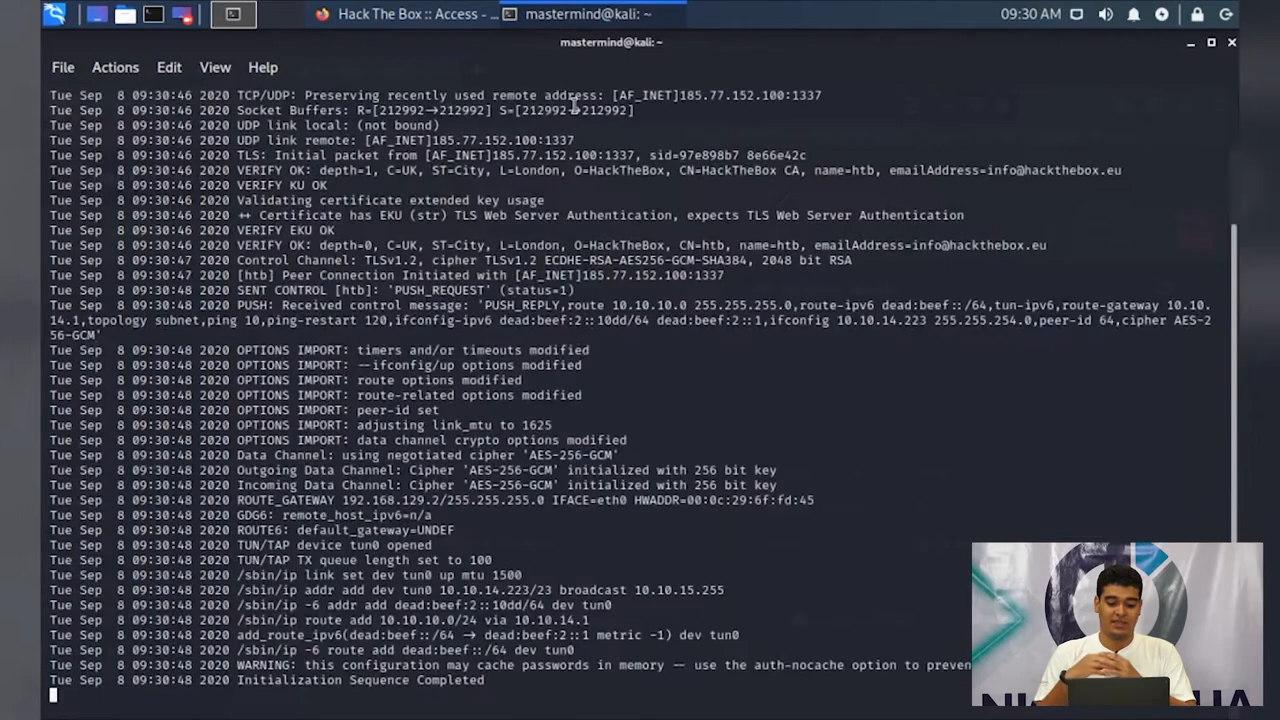 Hack The Box :: Access - ...
mastermind@kali: ~
09:30 AM
mastermind@kali: ~
File Actions Edit View Help
Tue Sep 8 09:30:46 2020 TCP/UDP: Preserving recently used remote address: [AF_INET]185.77.152.100:1337
Tue Sep 8 09:30:46 2020 Socket Buffers: R=[212992→212992] S=[212992→212992]
Tue Sep 8 09:30:46 2020 UDP link local: (not bound)
Tue Sep 8 09:30:46 2020 UDP link remote: [AF_INET]185.77.152.100:1337
Tue Sep 8 09:30:46 2020 TLS: Initial packet from [AF_INET]185.77.152.100:1337, sid=97e898b7 8e66e42c
Tue Sep 8 09:30:46 2020 VERIFY OK: depth=1, C=UK, ST=City, L=London, O=HackTheBox, CN=HackTheBox CA, name=htb, emailAddress=info@hackthebox.eu
Tue Sep 8 09:30:46 2020 VERIFY KU OK
Tue Sep 8 09:30:46 2020 Validating certificate extended key usage
Tue Sep 8 09:30:46 2020 ++ Certificate has EKU (str) TLS Web Server Authentication, expects TLS Web Server Authentication
Tue Sep 8 09:30:46 2020 VERIFY EKU OK
Tue Sep 8 09:30:46 2020 VERIFY OK: depth=0, C=UK, ST=City, L=London, O=HackTheBox, CN=htb, name=htb, emailAddress=info@hackthebox.eu
Tue Sep 8 09:30:47 2020 Control Channel: TLSv1.2, cipher TLSv1.2 ECDHE-RSA-AES256-GCM-SHA384, 2048 bit RSA
Tue Sep 8 09:30:47 2020 [htb] Peer Connection Initiated with [AF_INET]185.77.152.100:1337
Tue Sep 8 09:30:48 2020 SENT CONTROL [htb]: 'PUSH_REQUEST' (status=1)
Tue Sep 8 09:30:48 2020 PUSH: Received control message: 'PUSH_REPLY,route 10.10.10.0 255.255.255.0,route-ipv6 dead:beef::/64,tun-ipv6,route-gateway 10.10.
14.1,topology subnet,ping 10,ping-restart 120,ifconfig-ipv6 dead:beef:2::10dd/64 dead:beef:2::1,ifconfig 10.10.14.223 255.255.254.0,peer-id 64,cipher AES-2
56-GCM'
Tue Sep 8 09:30:48 2020 OPTIONS IMPORT: timers and/or timeouts modified
Tue Sep 8 09:30:48 2020 OPTIONS IMPORT: --ifconfig/up options modified
Tue Sep 8 09:30:48 2020 OPTIONS IMPORT: route options modified
Tue Sep 8 09:30:48 2020 OPTIONS IMPORT: route-related options modified
Tue Sep 8 09:30:48 2020 OPTIONS IMPORT: peer-id set
Tue Sep 8 09:30:48 2020 OPTIONS IMPORT: adjusting link_mtu to 1625
Tue Sep 8 09:30:48 2020 OPTIONS IMPORT: data channel crypto options modified
Tue Sep 8 09:30:48 2020 Data Channel: using negotiated cipher 'AES-256-GCM'
Tue Sep 8 09:30:48 2020 Outgoing Data Channel: Cipher 'AES-256-GCM' initialized with 256 bit key
Tue Sep 8 09:30:48 2020 Incoming Data Channel: Cipher 'AES-256-GCM' initialized with 256 bit key
Tue Sep 8 09:30:48 2020 ROUTE_GATEWAY 192.168.129.2/255.255.255.0 IFACE=eth0 HWADDR=00:0c:29:6f:fd:45
Tue Sep 8 09:30:48 2020 GDG6: remote_host_ipv6=n/a
Tue Sep 8 09:30:48 2020 ROUTE6: default_gateway=UNDEF
Tue Sep 8 09:30:48 2020 TUN/TAP device tun0 opened
Tue Sep 8 09:30:48 2020 TUN/TAP TX queue length set to 100
Tue Sep 8 09:30:48 2020 /sbin/ip link set dev tun0 up mtu 1500
Tue Sep 8 09:30:48 2020 /sbin/ip addr add dev tun0 10.10.14.223/23 broadcast 10.10.15.255
Tue Sep 8 09:30:48 2020 /sbin/ip -6 addr add dead:beef:2::10dd/64 dev tun0
Tue Sep 8 09:30:48 2020 /sbin/ip route add 10.10.10.0/24 via 10.10.14.1
Tue Sep 8 09:30:48 2020 add_route_ipv6(dead:beef::/64 → dead:beef:2::1 metric -1) dev tun0
Tue Sep 8 09:30:48 2020 /sbin/ip -6 route add dead:beef::/64 dev tun0
Tue Sep 8 09:30:48 2020 WARNING: this configuration may cache passwords in memory -- use the auth-nocache option to preven
Tue Sep 8 09:30:48 2020 Initialization Sequence Completed